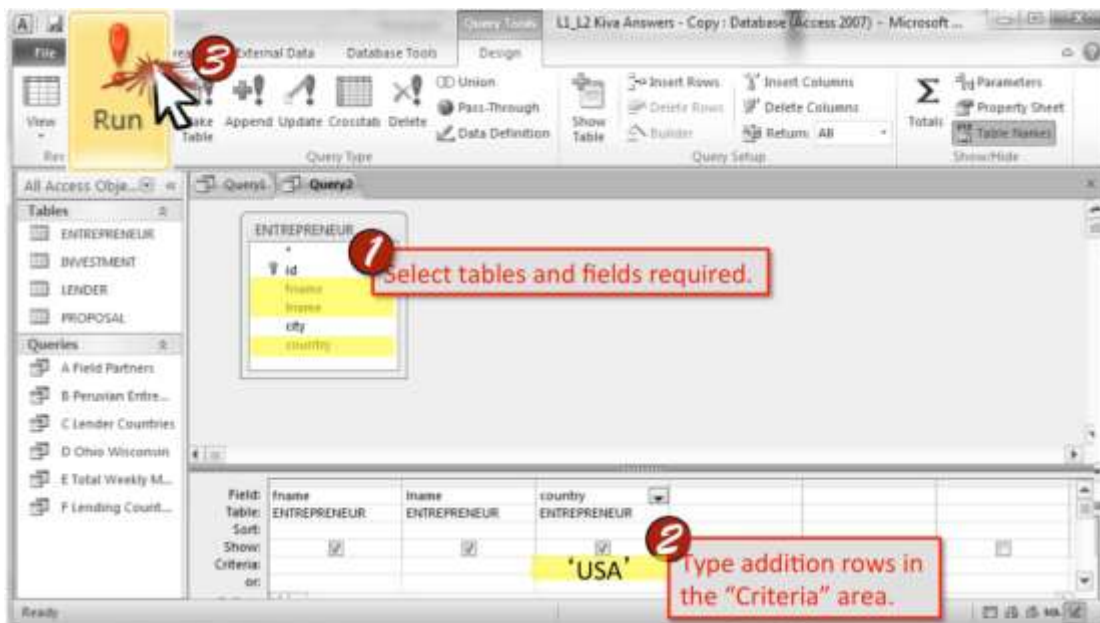 A
Query Tools L1_L2 Kiva Answers - Copy : Database (Access 2007) - Microsoft ...
File External Data Database Tools Design
3
View Run Make Table Append Update Crosstab Delete
Union
Pass-Through
Data Definition
Show Table
Insert Rows
Delete Rows
Builder
Insert Columns
Delete Columns
Return: All
Totals
Parameters
Property Sheet
Table Names
Query Type Query Setup Show/Hide
All Access Obje... « Query1 Query2
Tables
ENTREPRENEUR
INVESTMENT
LENDER
PROPOSAL
Queries
A Field Partners
B Peruvian Entre...
C Lender Countries
D Ohio Wisconsin
E Total Weekly M...
F Lending Count...
ENTREPRENEUR
*
id
fname
lname
city
country
1
Select tables and fields required.
Field: fname lname country
Table: ENTREPRENEUR ENTREPRENEUR ENTREPRENEUR
Sort:
Show:
Criteria: 'USA'
or:
2
Type addition rows in
the "Criteria" area.
Ready